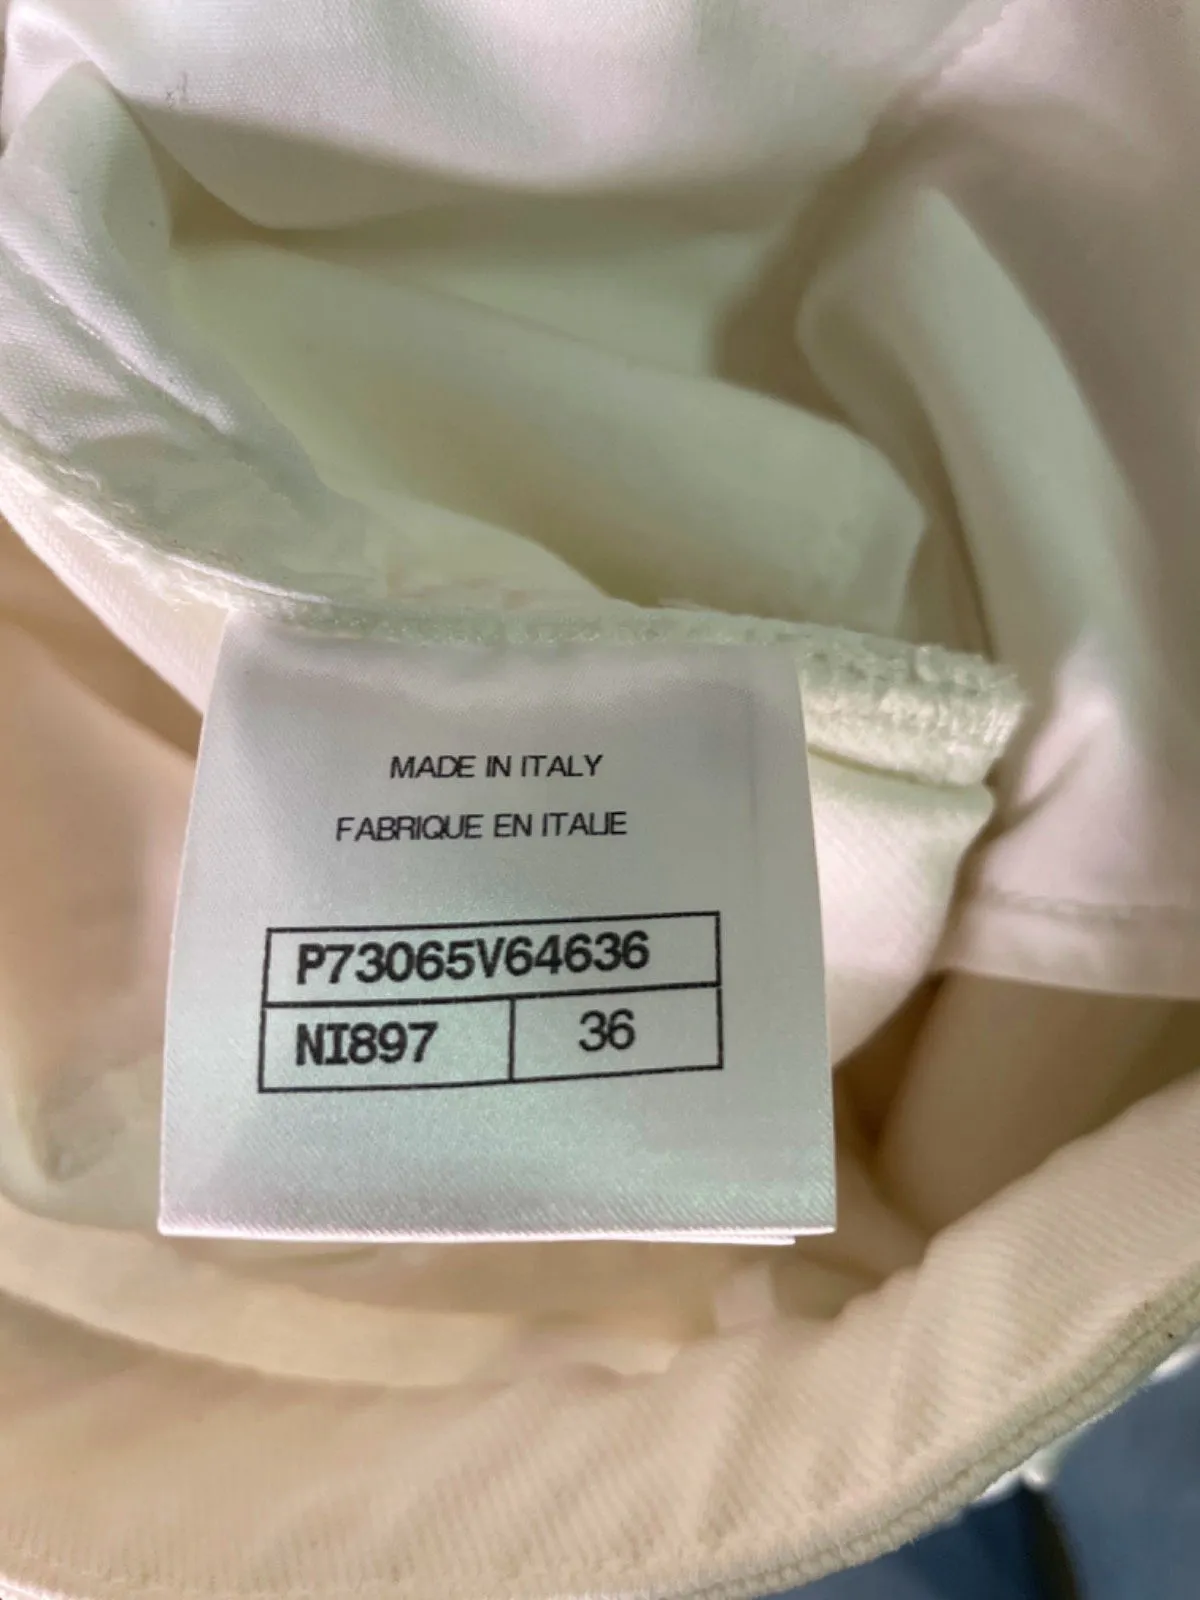 MADE IN ITALY
FABRIQUE EN ITALIE
P73065V64636
NI897 36